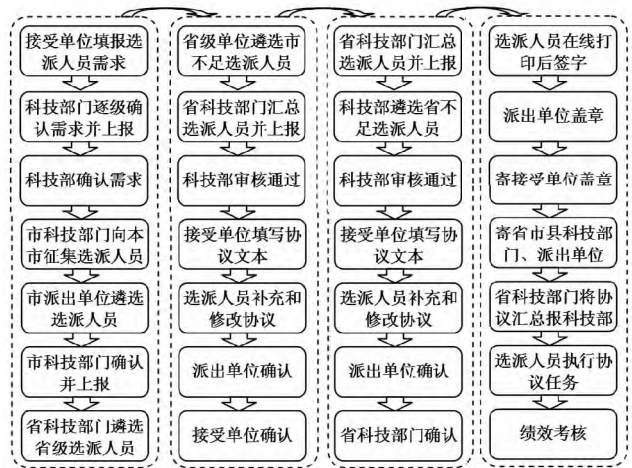 接受单位填报选
派人员需求
科技部门逐级确
认需求并上报
科技部确认需求
市科技部门向本
市征集选派人员
市派出单位遴选
选派人员
市科技部门确认
并上报
省科技部门遴选
省级选派人员
省级单位遴选市
不足选派人员
省科技部门汇总
选派人员并上报
科技部审核通过
接受单位填写协
议文本
选派人员补充和
修改协议
派出单位确认
接受单位确认
省科技部门汇总
选派人员并上报
科技部遴选省不
足选派人员
科技部审核通过
接受单位填写协
议文本
选派人员补充和
修改协议
派出单位确认
省科技部门确认
选派人员在线打
印后签字
派出单位盖章
寄接受单位盖章
寄省市县科技部
门、派出单位
省科技部门将协
议汇总报科技部
选派人员执行协
议任务
绩效考核